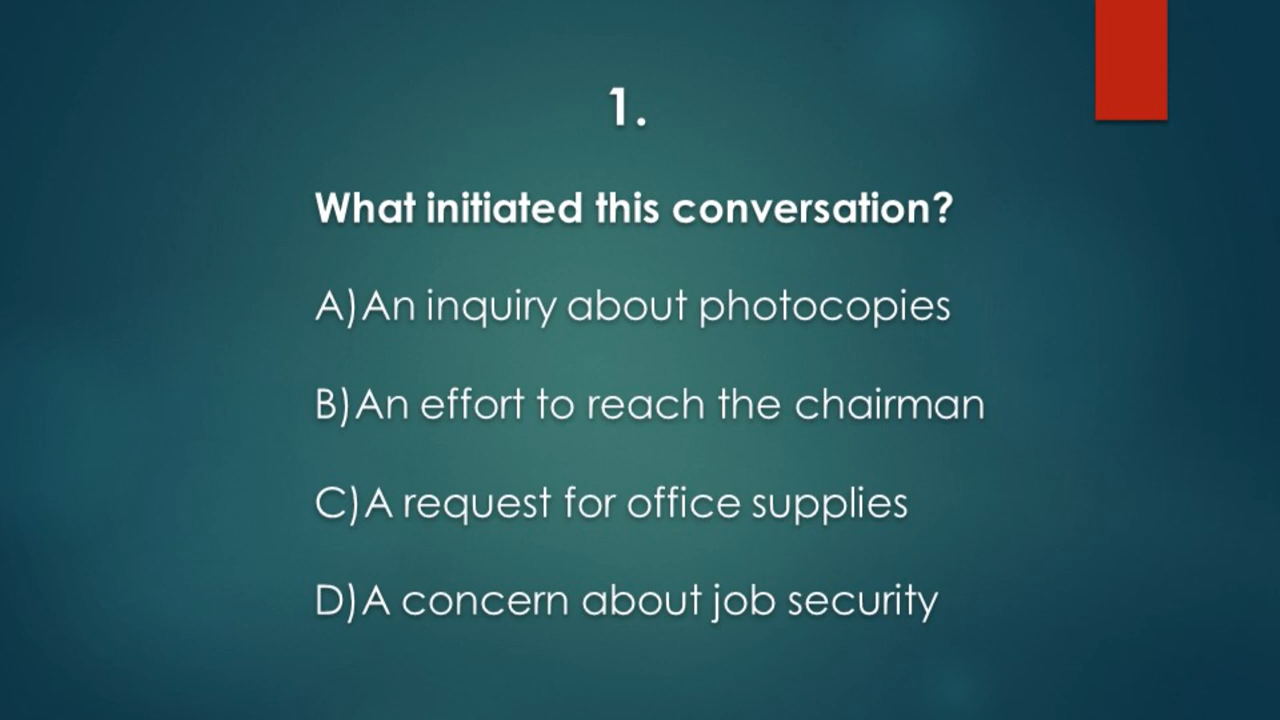 1.
What initiated this conversation?
A)An inquiry about photocopies
B)An effort to reach the chairman
C)A request for office supplies
D)A concern about job security